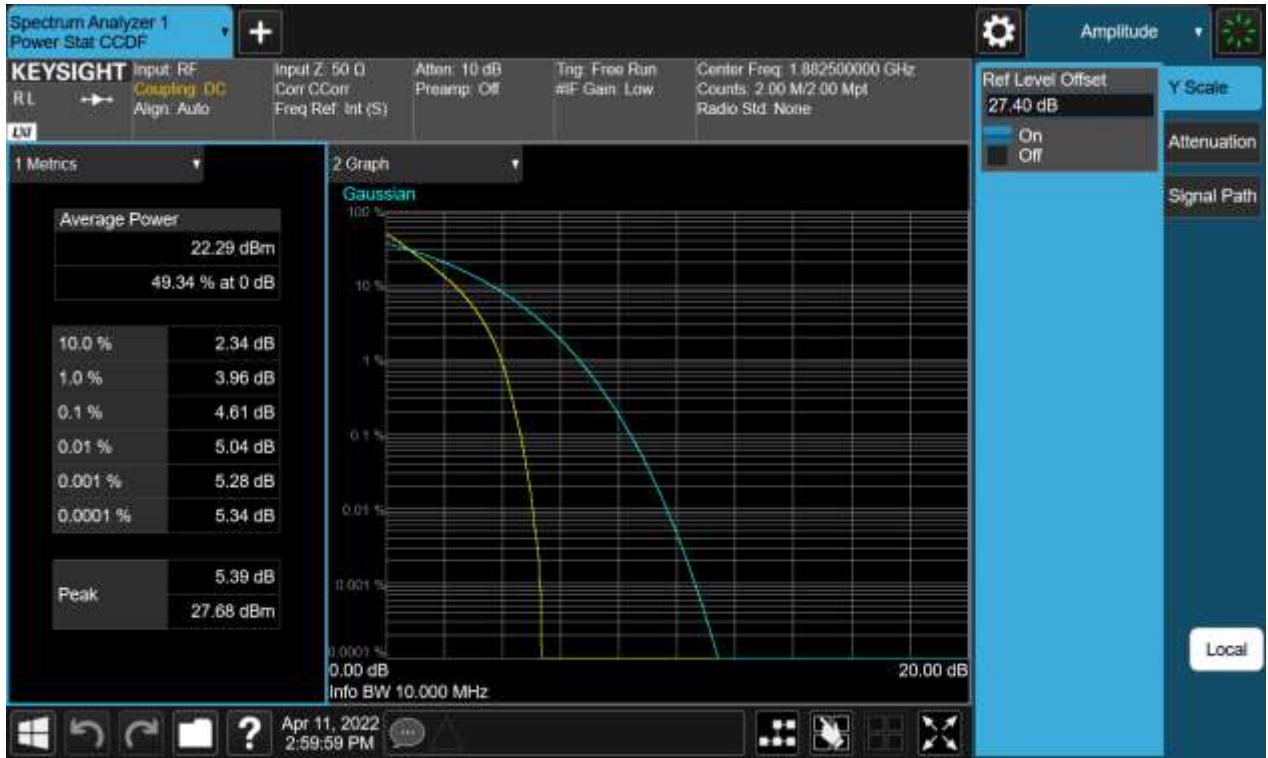 Spectrum Analyzer 1
Power Stat CCDF
+
Amplitude
KEYSIGHT
RL
LXI
Input: RF
Coupling: DC
Align: Auto
Input Z: 50 Ω
Corr CCorr
Freq Ref: Int (S)
Atten: 10 dB
Preamp: Off
Trig: Free Run
#IF Gain: Low
Center Freq: 1.882500000 GHz
Counts: 2.00 M/2.00 Mpt
Radio Std: None
Ref Level Offset
27.40 dB
On
Off
Y Scale
Attenuation
Signal Path
Local
1 Metrics
Average Power
22.29 dBm
49.34 % at 0 dB
10.0 % 2.34 dB
1.0 % 3.96 dB
0.1 % 4.61 dB
0.01 % 5.04 dB
0.001 % 5.28 dB
0.0001 % 5.34 dB
Peak 5.39 dB
27.68 dBm
2 Graph
Gaussian
100 %
10 %
1 %
0.1 %
0.01 %
0.001 %
0.0001 %
0.00 dB 20.00 dB
Info BW 10.000 MHz
?
Apr 11, 2022
2:59:59 PM